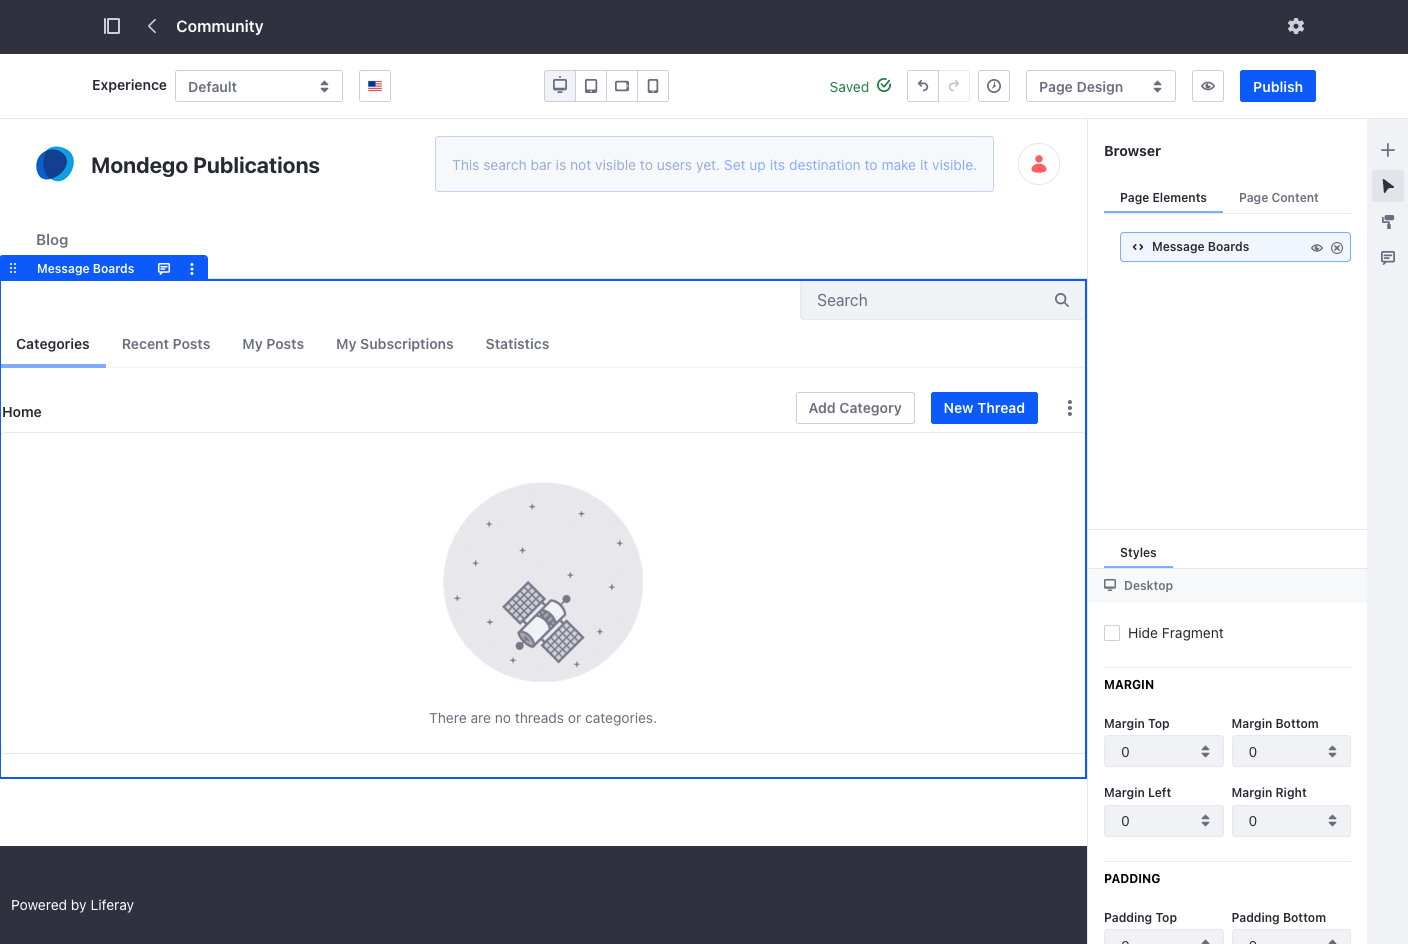 Community
Experience
Default
Saved
Page Design
Publish
Mondego Publications
This search bar is not visible to users yet. Set up its destination to make it visible.
Blog
Message Boards
Search
Categories
Recent Posts
My Posts
My Subscriptions
Statistics
Home
Add Category
New Thread
There are no threads or categories.
Powered by Liferay
Browser
Page Elements
Page Content
Message Boards
Styles
Desktop
Hide Fragment
MARGIN
Margin Top
Margin Bottom
0
0
Margin Left
Margin Right
0
0
PADDING
Padding Top
Padding Bottom
0
0